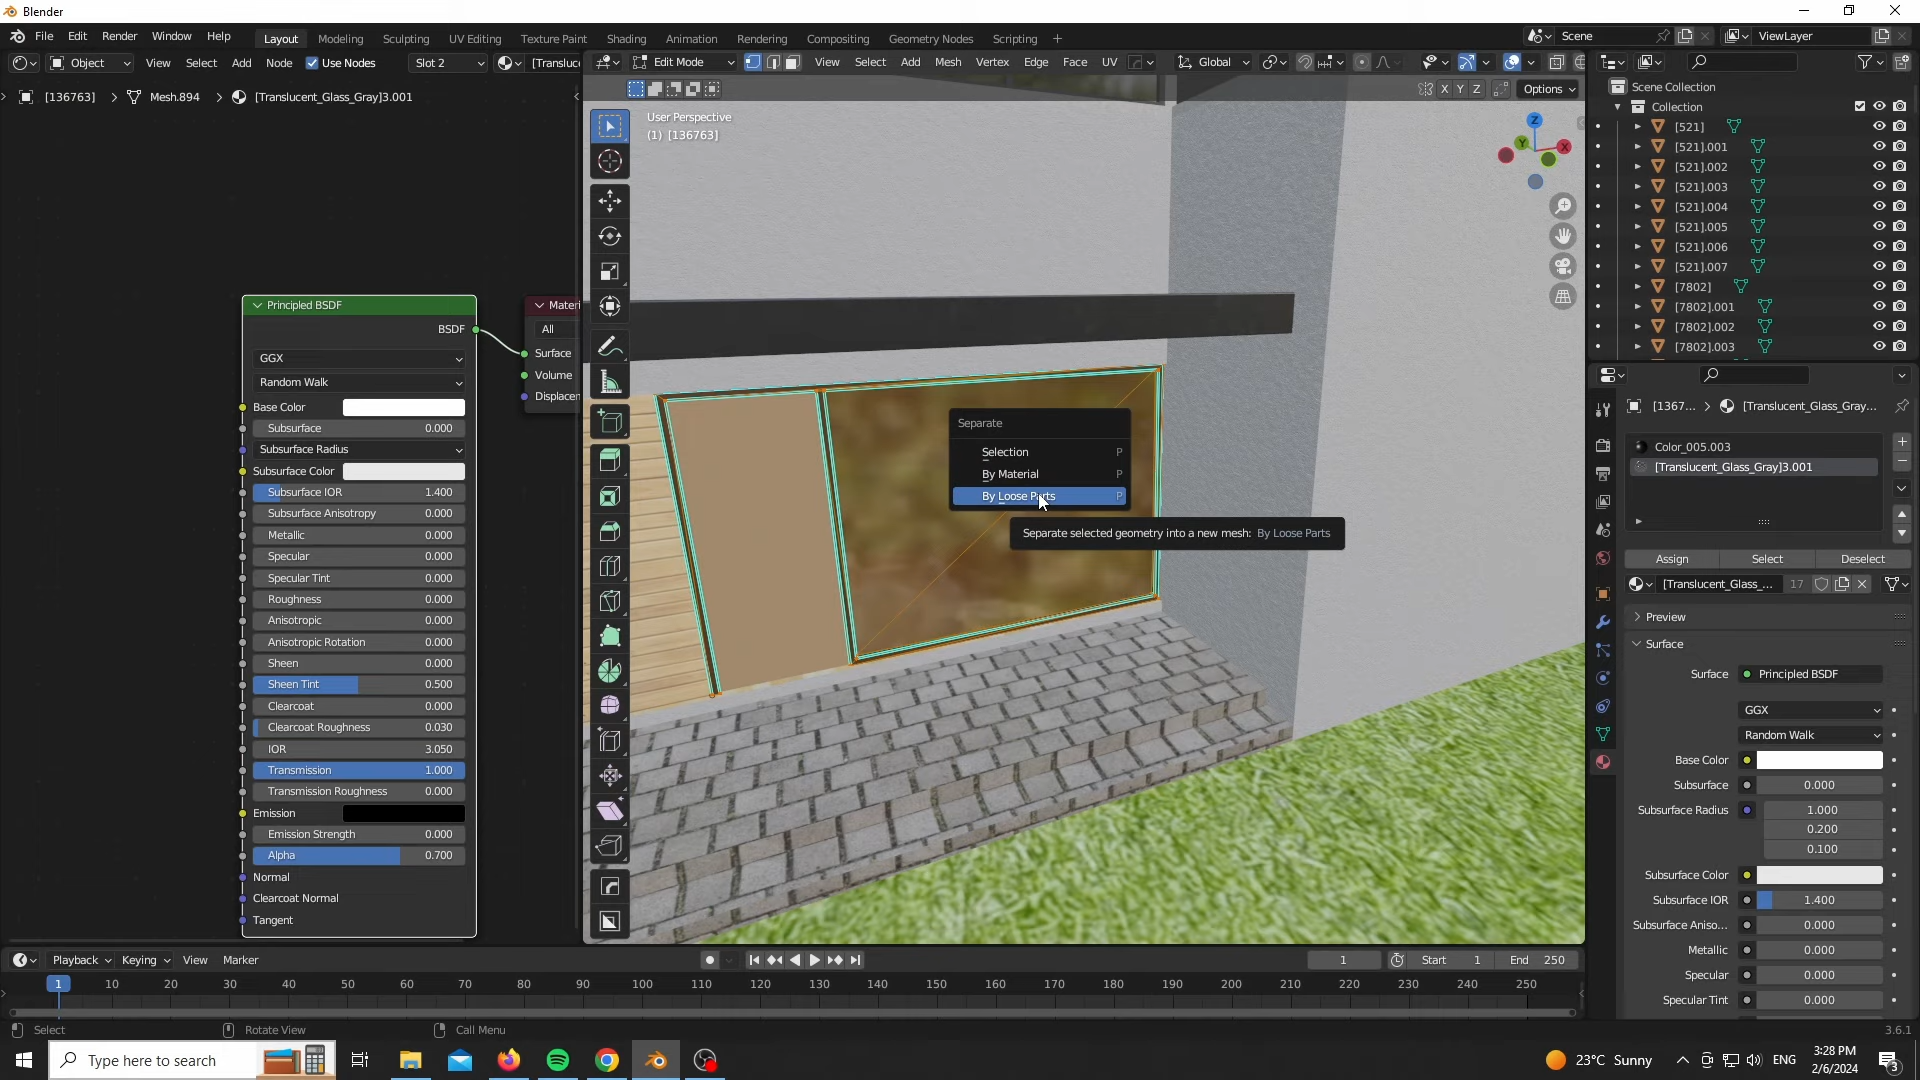 Blender
File Edit Render Window Help
Layout Modeling Sculpting UV Editing Texture Paint Shading Animation Rendering Compositing Geometry Nodes Scripting +
Scene
ViewLayer
Object View Select Add Node Use Nodes Slot 2 [Transluc
Edit Mode View Select Add Mesh Vertex Edge Face UV Global
[136763] Mesh.894 [Translucent_Glass_Gray]3.001
X Y Z Options
User Perspective
(1) [136763]
Z
Y
X
Principled BSDF
BSDF
GGX
Random Walk
Base Color
Subsurface 0.000
Subsurface Radius
Subsurface Color
Subsurface IOR 1.400
Subsurface Anisotropy 0.000
Metallic 0.000
Specular 0.000
Specular Tint 0.000
Roughness 0.000
Anisotropic 0.000
Anisotropic Rotation 0.000
Sheen 0.000
Sheen Tint 0.500
Clearcoat 0.000
Clearcoat Roughness 0.030
IOR 3.050
Transmission 1.000
Transmission Roughness 0.000
Emission
Emission Strength 0.000
Alpha 0.700
Normal
Clearcoat Normal
Tangent
Materi
All
Surface
Volume
Displacen
Separate
Selection P
By Material P
By Loose Parts P
Separate selected geometry into a new mesh: By Loose Parts
Scene Collection
Collection
[521]
[521].001
[521].002
[521].003
[521].004
[521].005
[521].006
[521].007
[7802]
[7802].001
[7802].002
[7802].003
[1367... [Translucent_Glass_Gray...
Color_005.003
[Translucent_Glass_Gray]3.001
Assign Select Deselect
[Translucent_Glass_... 17
Preview
Surface
Surface Principled BSDF
GGX
Random Walk
Base Color
Subsurface 0.000
Subsurface Radius 1.000
0.200
0.100
Subsurface Color
Subsurface IOR 1.400
Subsurface Aniso... 0.000
Metallic 0.000
Specular 0.000
Specular Tint 0.000
Playback Keying View Marker
1 Start 1 End 250
1 10 20 30 40 50 60 70 80 90 100 110 120 130 140 150 160 170 180 190 200 210 220 230 240 250
Select Rotate View Call Menu
3.6.1
Type here to search
23°C Sunny
ENG
3:28 PM
2/6/2024
3